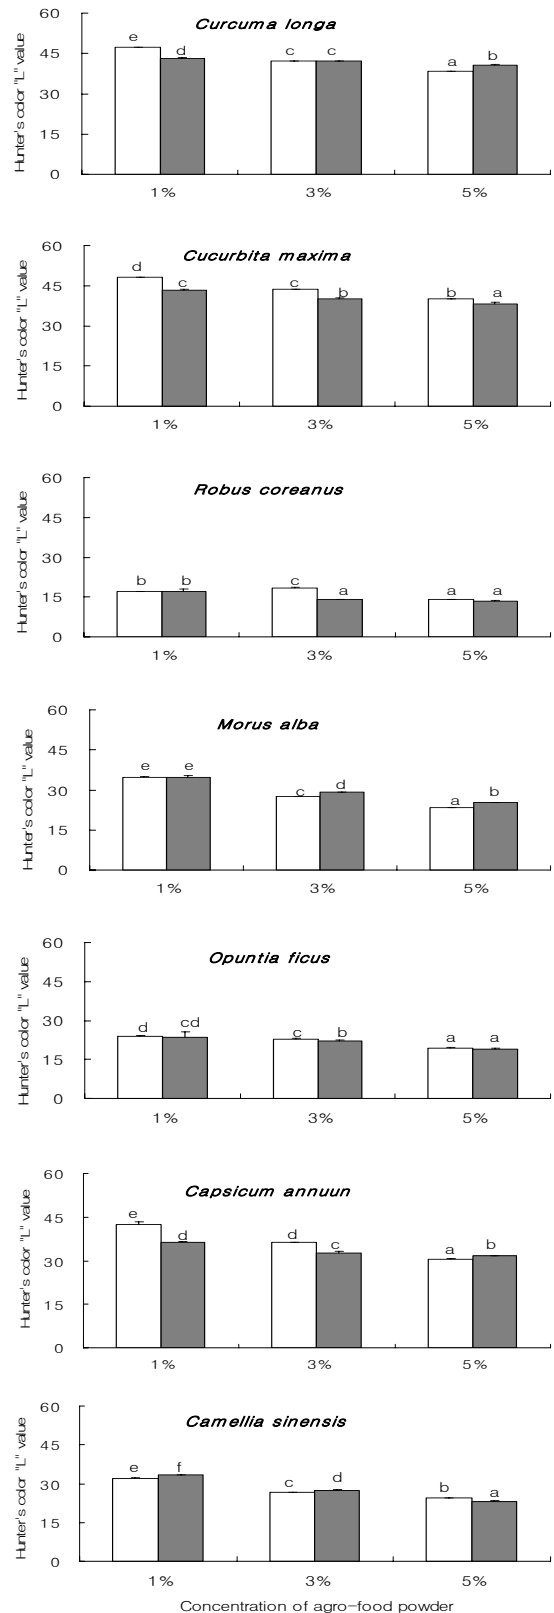 Curcuma longa
Hunter's color "L" value
60
45
30
15
0
e d c c a b
1% 3% 5%
Cucurbita maxima
Hunter's color "L" value
60
45
30
15
0
d c c b b a
1% 3% 5%
Robus coreanus
Hunter's color "L" value
60
45
30
15
0
b b c a a a
1% 3% 5%
Morus alba
Hunter's color "L" value
60
45
30
15
0
e e c d a b
1% 3% 5%
Opuntia ficus
Hunter's color "L" value
60
45
30
15
0
d cd c b a a
1% 3% 5%
Capsicum annuun
Hunter's color "L" value
60
45
30
15
0
e d d c a b
1% 3% 5%
Camellia sinensis
Hunter's color "L" value
60
45
30
15
0
e f c d b a
1% 3% 5%
Concentration of agro-food powder